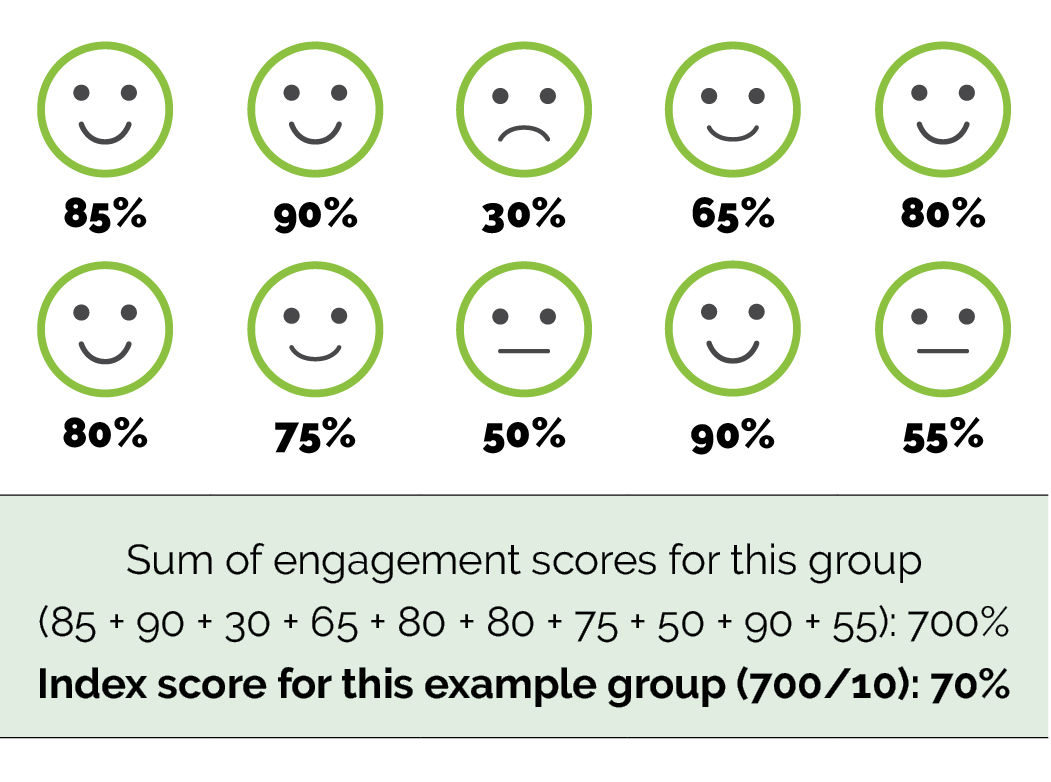 85% 90% 30% 65% 80%
80% 75% 50% 90% 55%
Sum of engagement scores for this group
(85 + 90 + 30 + 65 + 80 + 80 + 75 + 50 + 90 + 55): 700%
Index score for this example group (700/10): 70%